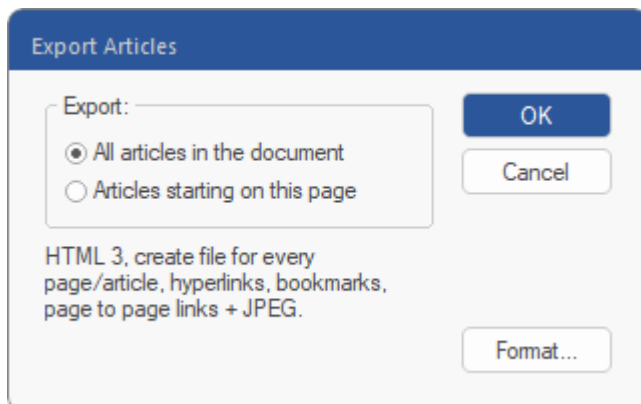 Export Articles
Export:
All articles in the document
Articles starting on this page
OK
Cancel
HTML 3, create file for every
page/article, hyperlinks, bookmarks,
page to page links + JPEG.
Format...